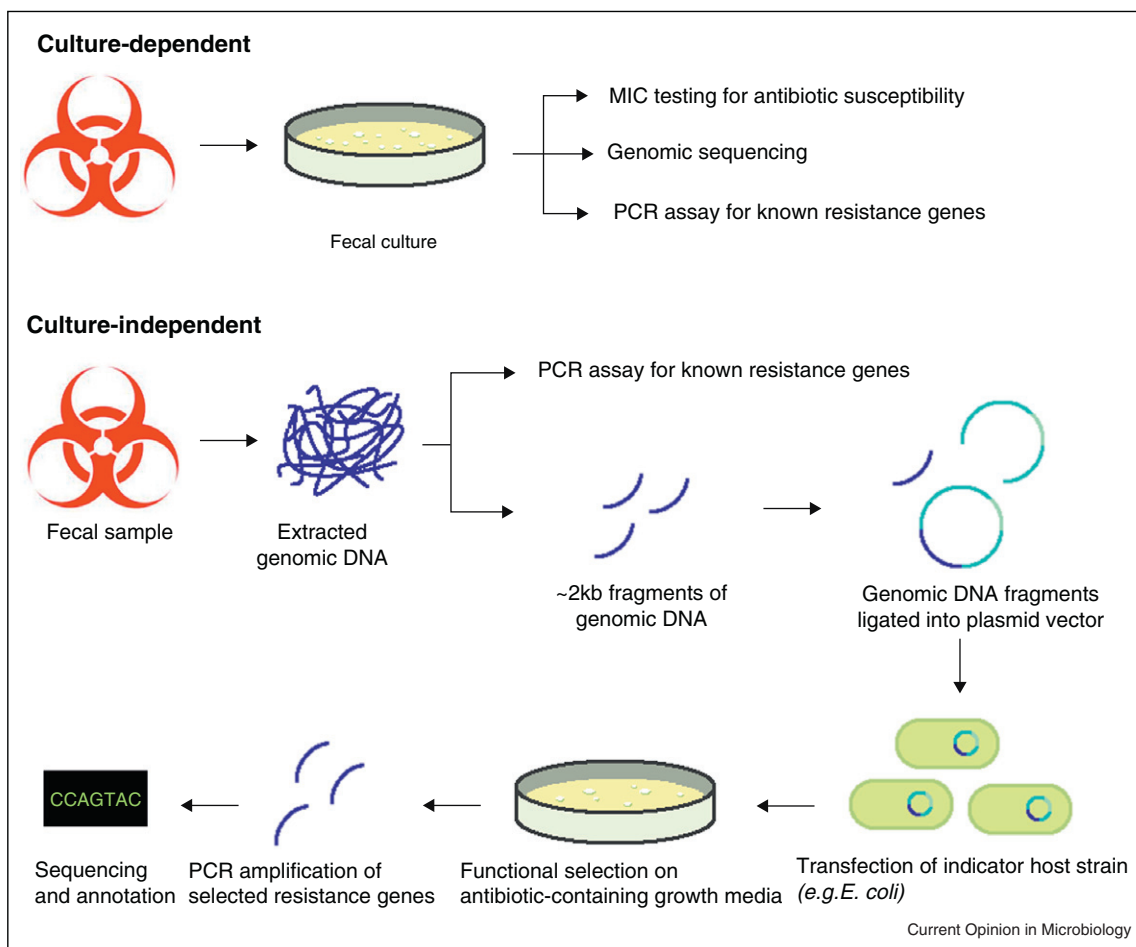 Culture-dependent
MIC testing for antibiotic susceptibility
Genomic sequencing
PCR assay for known resistance genes
Fecal culture
Culture-independent
PCR assay for known resistance genes
Fecal sample
Extracted
genomic DNA
~2kb fragments of
genomic DNA
Genomic DNA fragments
ligated into plasmid vector
CCAGTAC
Sequencing
and annotation
PCR amplification of
selected resistance genes
Functional selection on
antibiotic-containing growth media
Transfection of indicator host strain
(e.g.E. coli)
Current Opinion in Microbiology